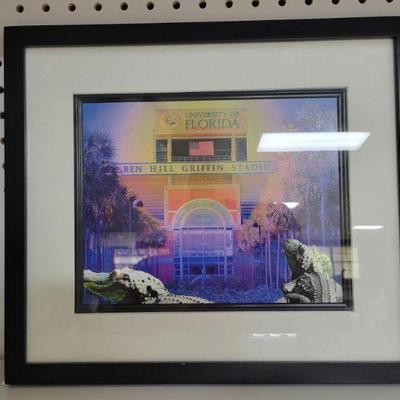 UNIVERSITY OF
FLORIDA
BEN HILL GRIFFIN STADIUM